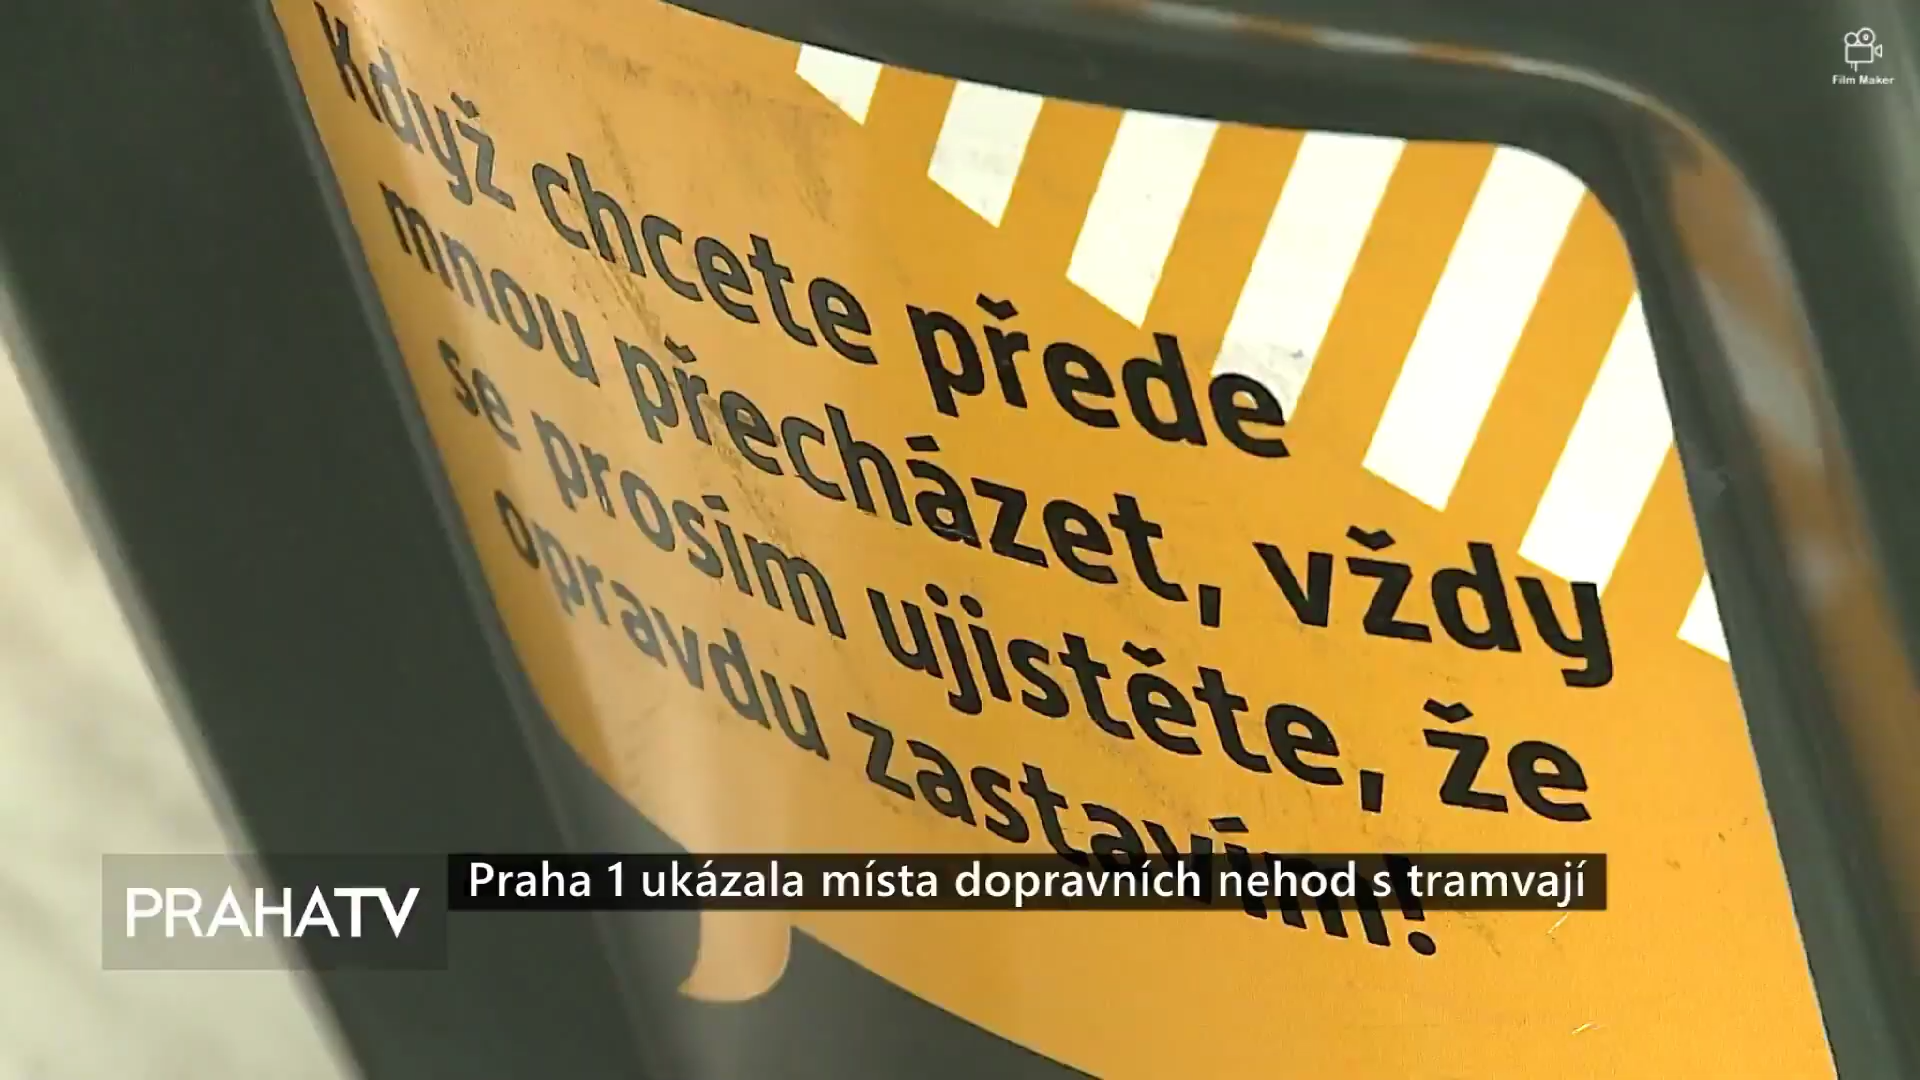 Film Maker
Když chcete přede
mnou přecházet, vždy
se prosím ujistěte, že
opravdu zastavím!
PRAHATV
Praha 1 ukázala místa dopravních nehod s tramvají